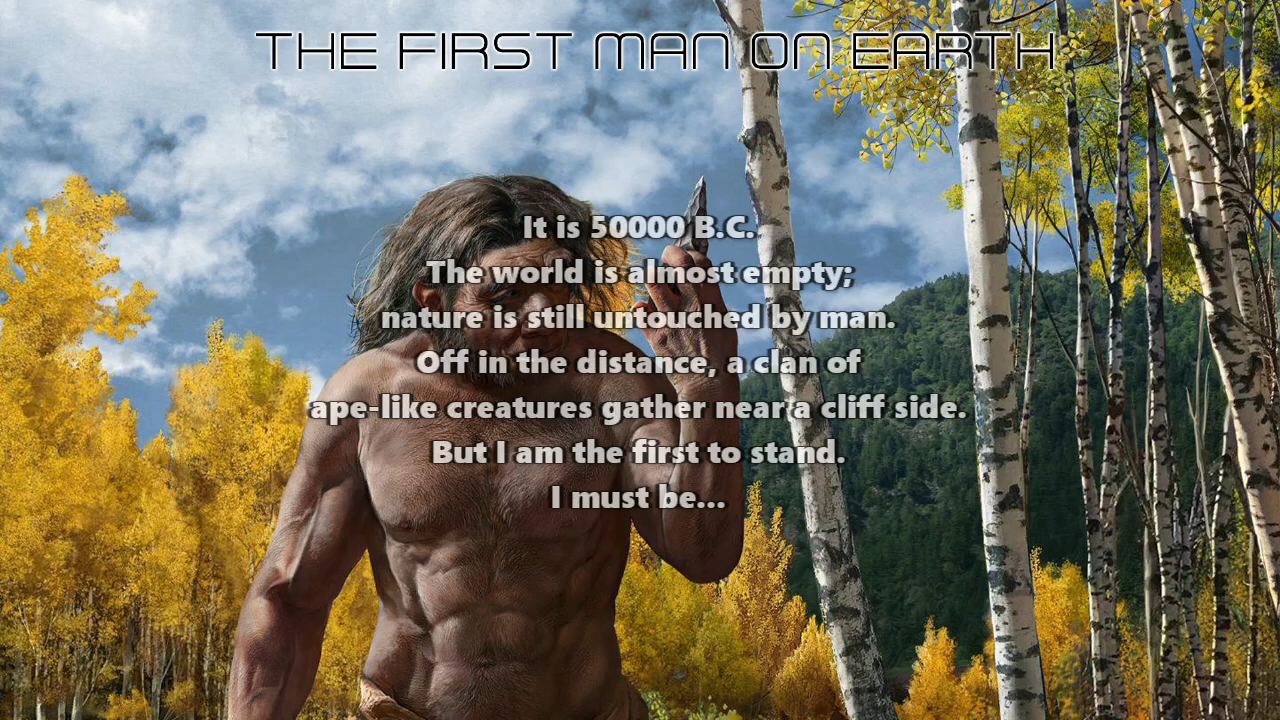 THE FIRST MAN ON EARTH
It is 50000 B.C.
The world is almost empty;
nature is still untouched by man.
Off in the distance, a clan of
ape-like creatures gather near a cliff side.
But I am the first to stand.
I must be...